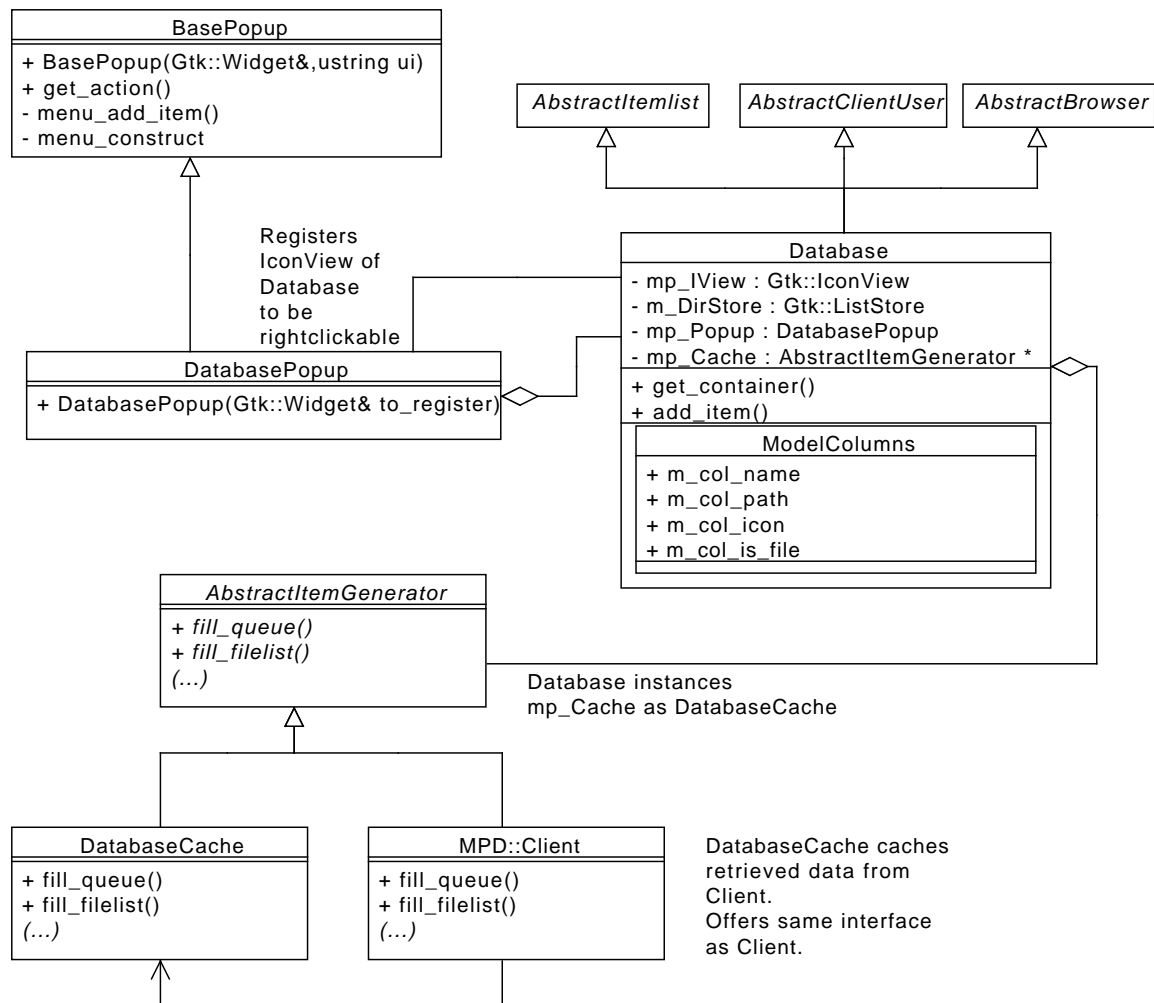 BasePopup
+ BasePopup(Gtk::Widget&,ustring ui)
+ get_action()
- menu_add_item()
- menu_construct
AbstractItemlist
AbstractClientUser
AbstractBrowser
Registers
IconView of
Database
to be
rightclickable
Database
- mp_IView : Gtk::IconView
- m_DirStore : Gtk::ListStore
- mp_Popup : DatabasePopup
- mp_Cache : AbstractItemGenerator *
+ get_container()
+ add_item()
ModelColumns
+ m_col_name
+ m_col_path
+ m_col_icon
+ m_col_is_file
DatabasePopup
+ DatabasePopup(Gtk::Widget& to_register)
AbstractItemGenerator
+ fill_queue()
+ fill_filelist()
(...)
Database instances
mp_Cache as DatabaseCache
DatabaseCache
+ fill_queue()
+ fill_filelist()
(...)
MPD::Client
+ fill_queue()
+ fill_filelist()
(...)
DatabaseCache caches
retrieved data from
Client.
Offers same interface
as Client.